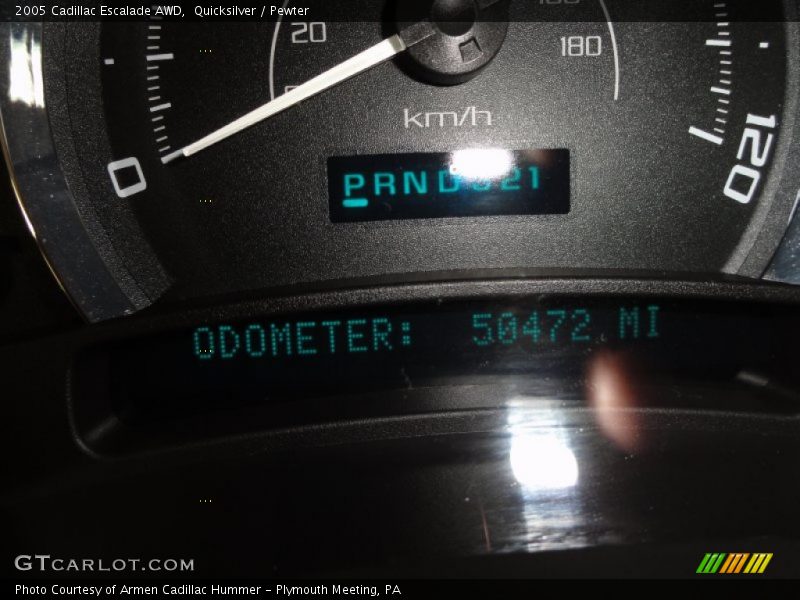 2005 Cadillac Escalade AWD, Quicksilver / Pewter
20
180
km/h
0
120
PRND321
ODOMETER: 50472 MI
GTCARLOT.COM
Photo Courtesy of Armen Cadillac Hummer - Plymouth Meeting, PA